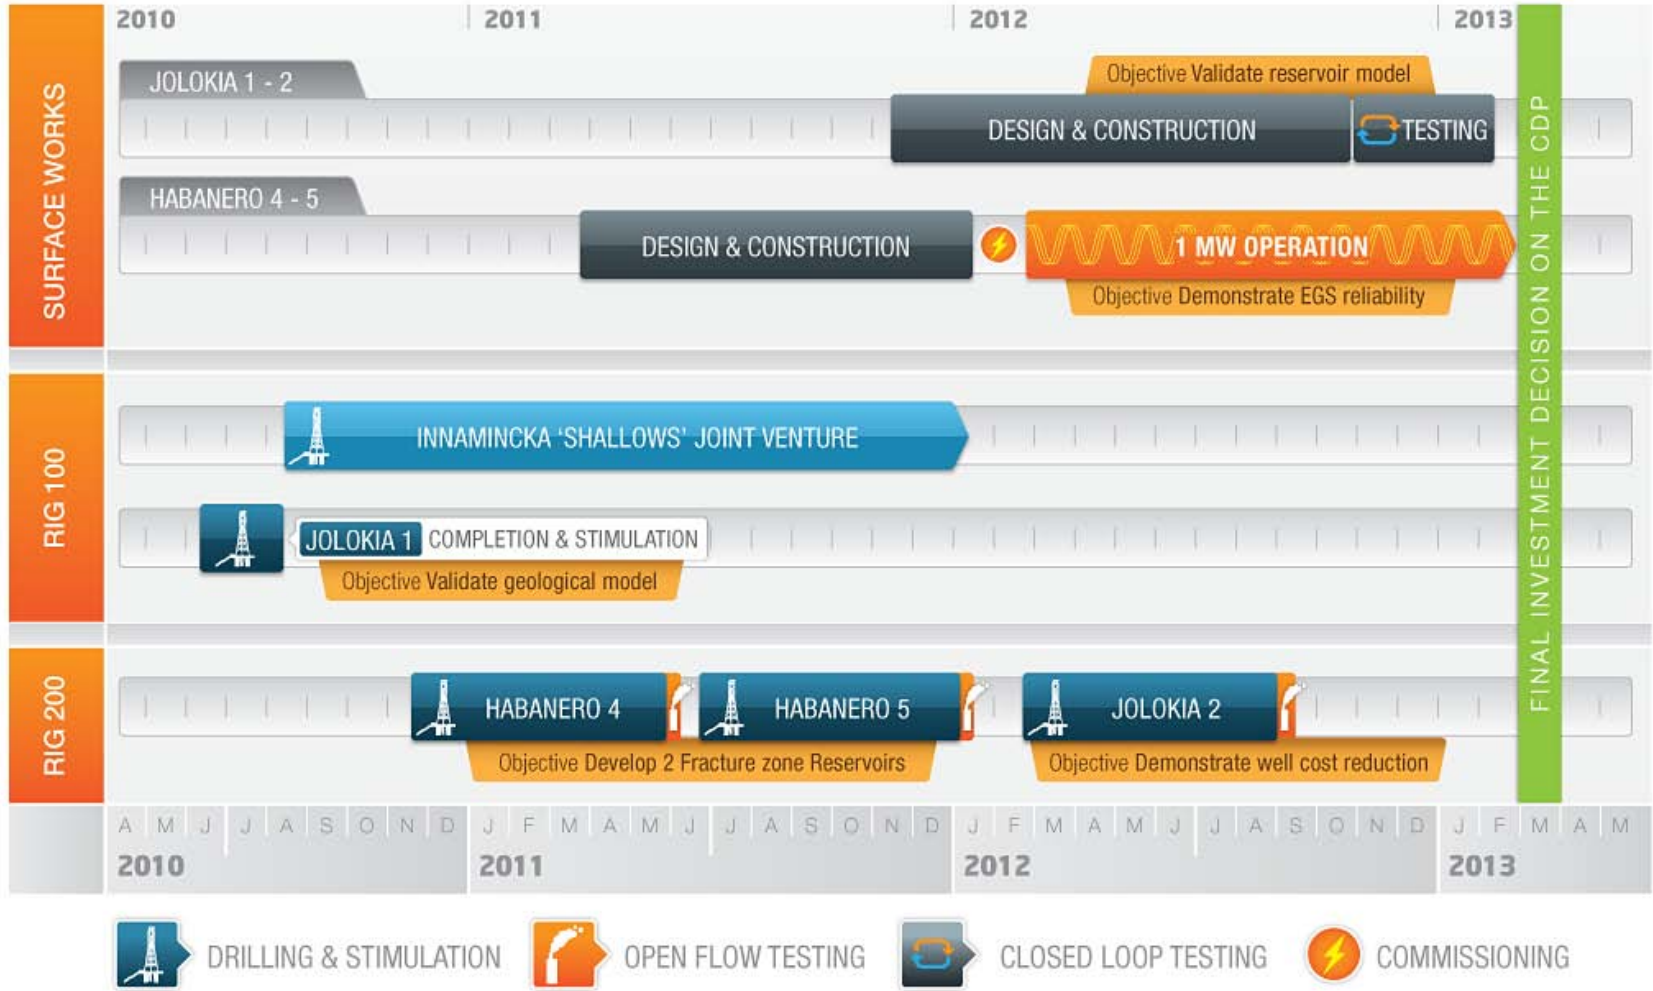 2010 2011 2012 2013
SURFACE WORKS
JOLOKIA 1 - 2
Objective Validate reservoir model
DESIGN & CONSTRUCTION TESTING
HABANERO 4 - 5
DESIGN & CONSTRUCTION 1 MW OPERATION
Objective Demonstrate EGS reliability
FINAL INVESTMENT DECISION ON THE CDP
RIG 100
INNAMINCKA ‘SHALLOWS’ JOINT VENTURE
JOLOKIA 1 COMPLETION & STIMULATION
Objective Validate geological model
RIG 200
HABANERO 4 HABANERO 5 JOLOKIA 2
Objective Develop 2 Fracture zone Reservoirs Objective Demonstrate well cost reduction
A M J J A S O N D J F M A M J J A S O N D J F M A M J J A S O N D J F M A M
2010 2011 2012 2013
DRILLING & STIMULATION OPEN FLOW TESTING CLOSED LOOP TESTING COMMISSIONING